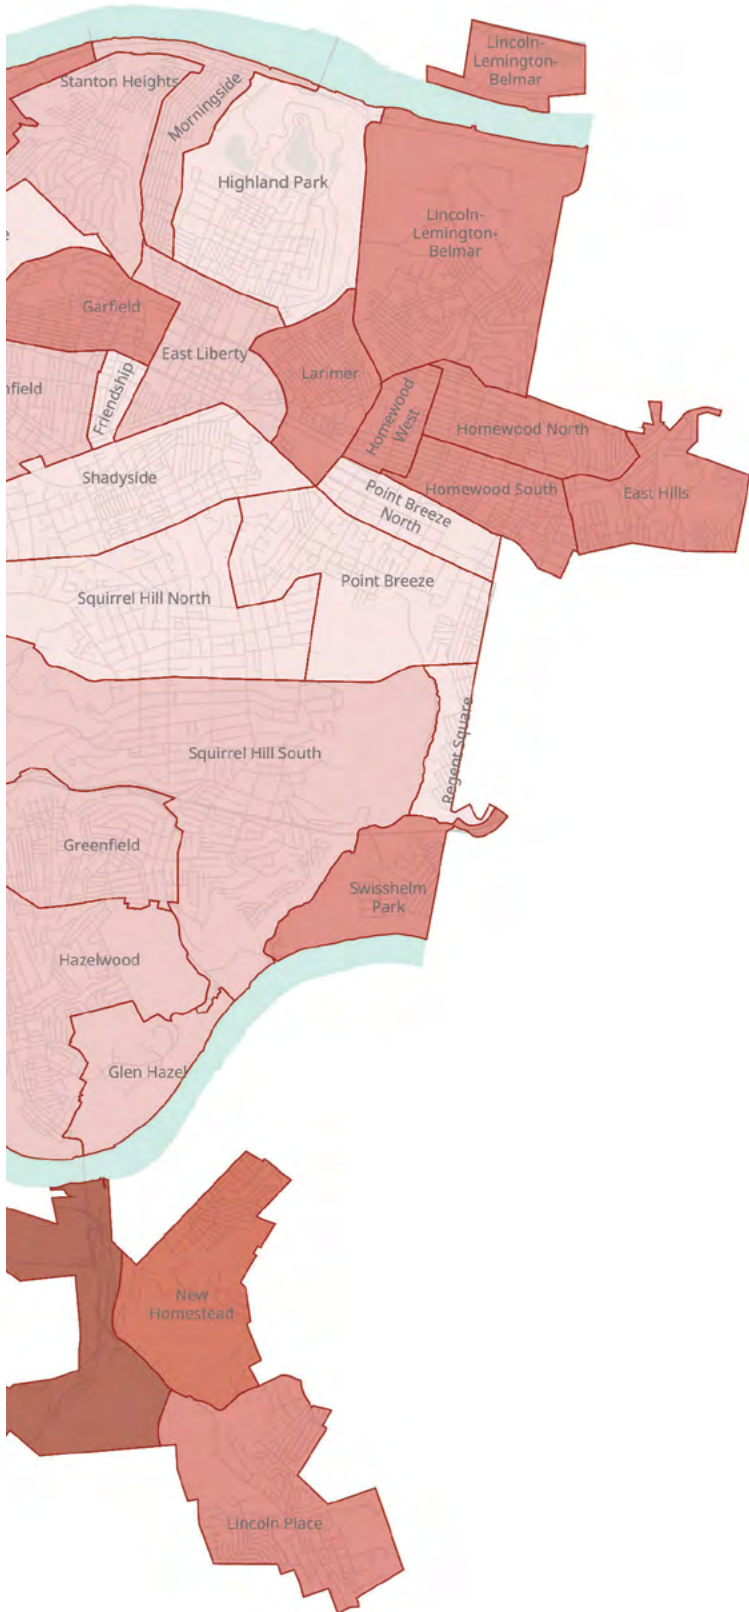 Lincoln-
Lemington-
Belmar
Stanton Heights
Morningside
Highland Park
Lincoln-
Lemington-
Belmar
Garfield
East Liberty
Friendship
Larimer
Homewood
West
Homewood North
nfield
Shadyside
Point Breeze
North
Homewood South
East Hills
Squirrel Hill North
Point Breeze
Squirrel Hill South
Regent Square
Greenfield
Swisshelm
Park
Hazelwood
Glen Hazel
New
Homestead
Lincoln Place